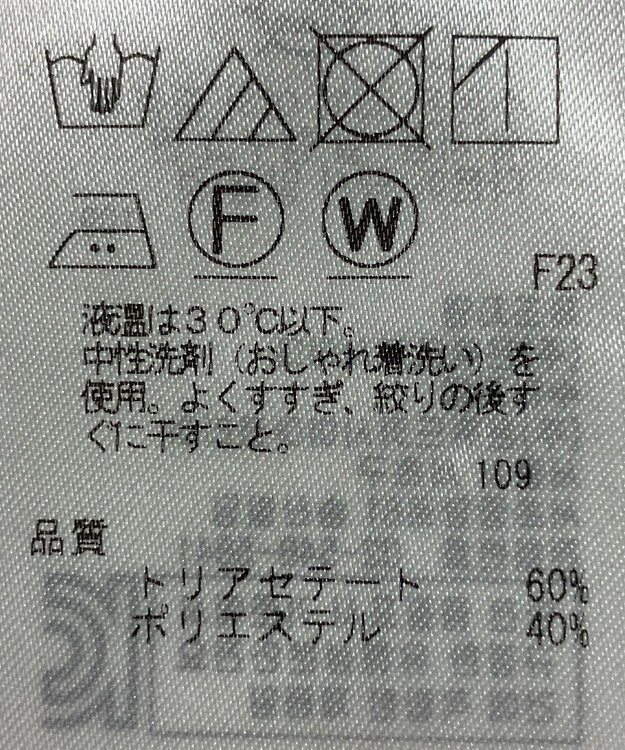 F
W
F23
液温は30℃以下。
中性洗剤（おしゃれ着洗い）を
使用。よくすすぎ、絞りの後す
ぐに干すこと。
109
品質
トリアセテート 60%
ポリエステル 40%